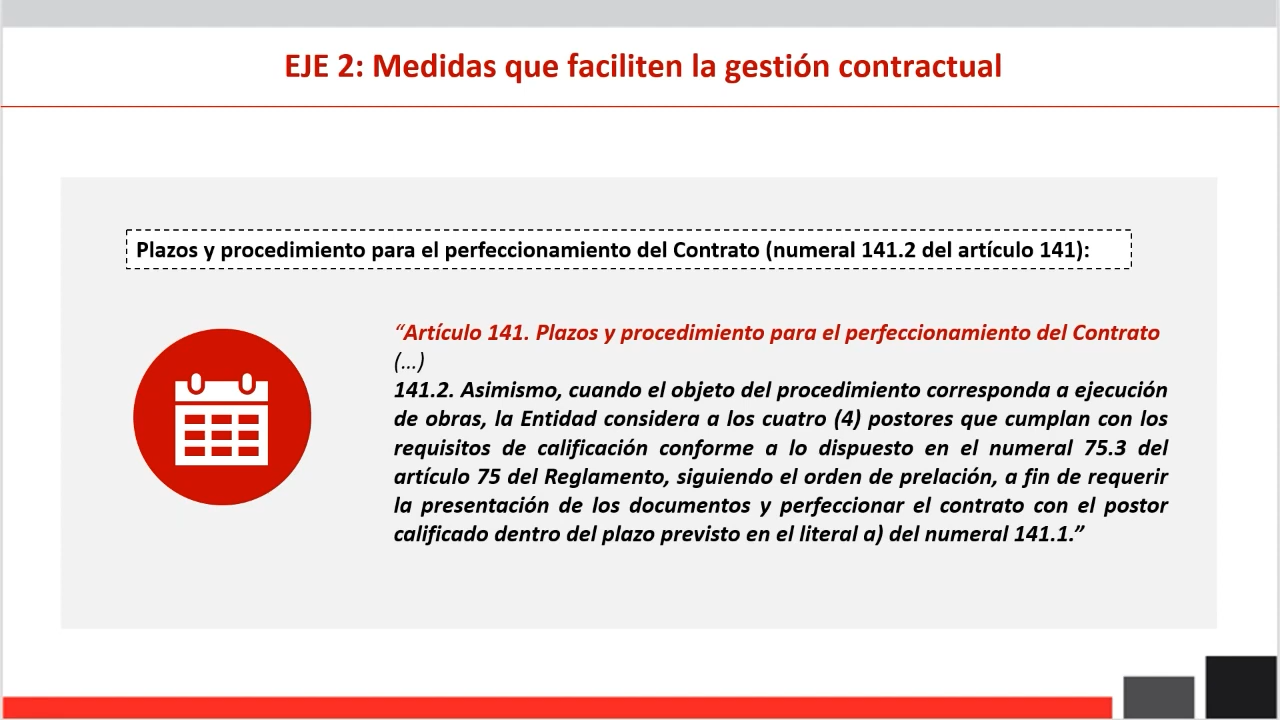 EJE 2: Medidas que faciliten la gestión contractual
Plazos y procedimiento para el perfeccionamiento del Contrato (numeral 141.2 del artículo 141):
“Artículo 141. Plazos y procedimiento para el perfeccionamiento del Contrato
(...)
141.2. Asimismo, cuando el objeto del procedimiento corresponda a ejecución
de obras, la Entidad considera a los cuatro (4) postores que cumplan con los
requisitos de calificación conforme a lo dispuesto en el numeral 75.3 del
artículo 75 del Reglamento, siguiendo el orden de prelación, a fin de requerir
la presentación de los documentos y perfeccionar el contrato con el postor
calificado dentro del plazo previsto en el literal a) del numeral 141.1.”